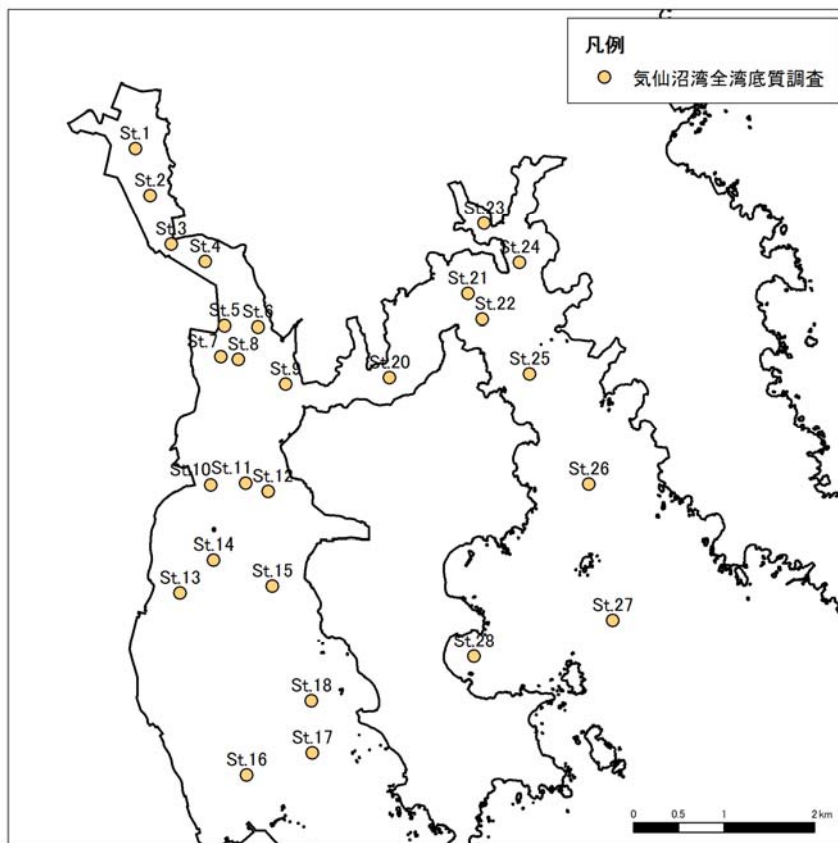 凡例
気仙沼湾全湾底質調査
St.1
St.2
St.3
St.4
St.5
St.6
St.7
St.8
St.9
St.10
St.11
St.12
St.13
St.14
St.15
St.16
St.17
St.18
St.20
St.21
St.22
St.23
St.24
St.25
St.26
St.27
St.28
0 0.5 1 2 km